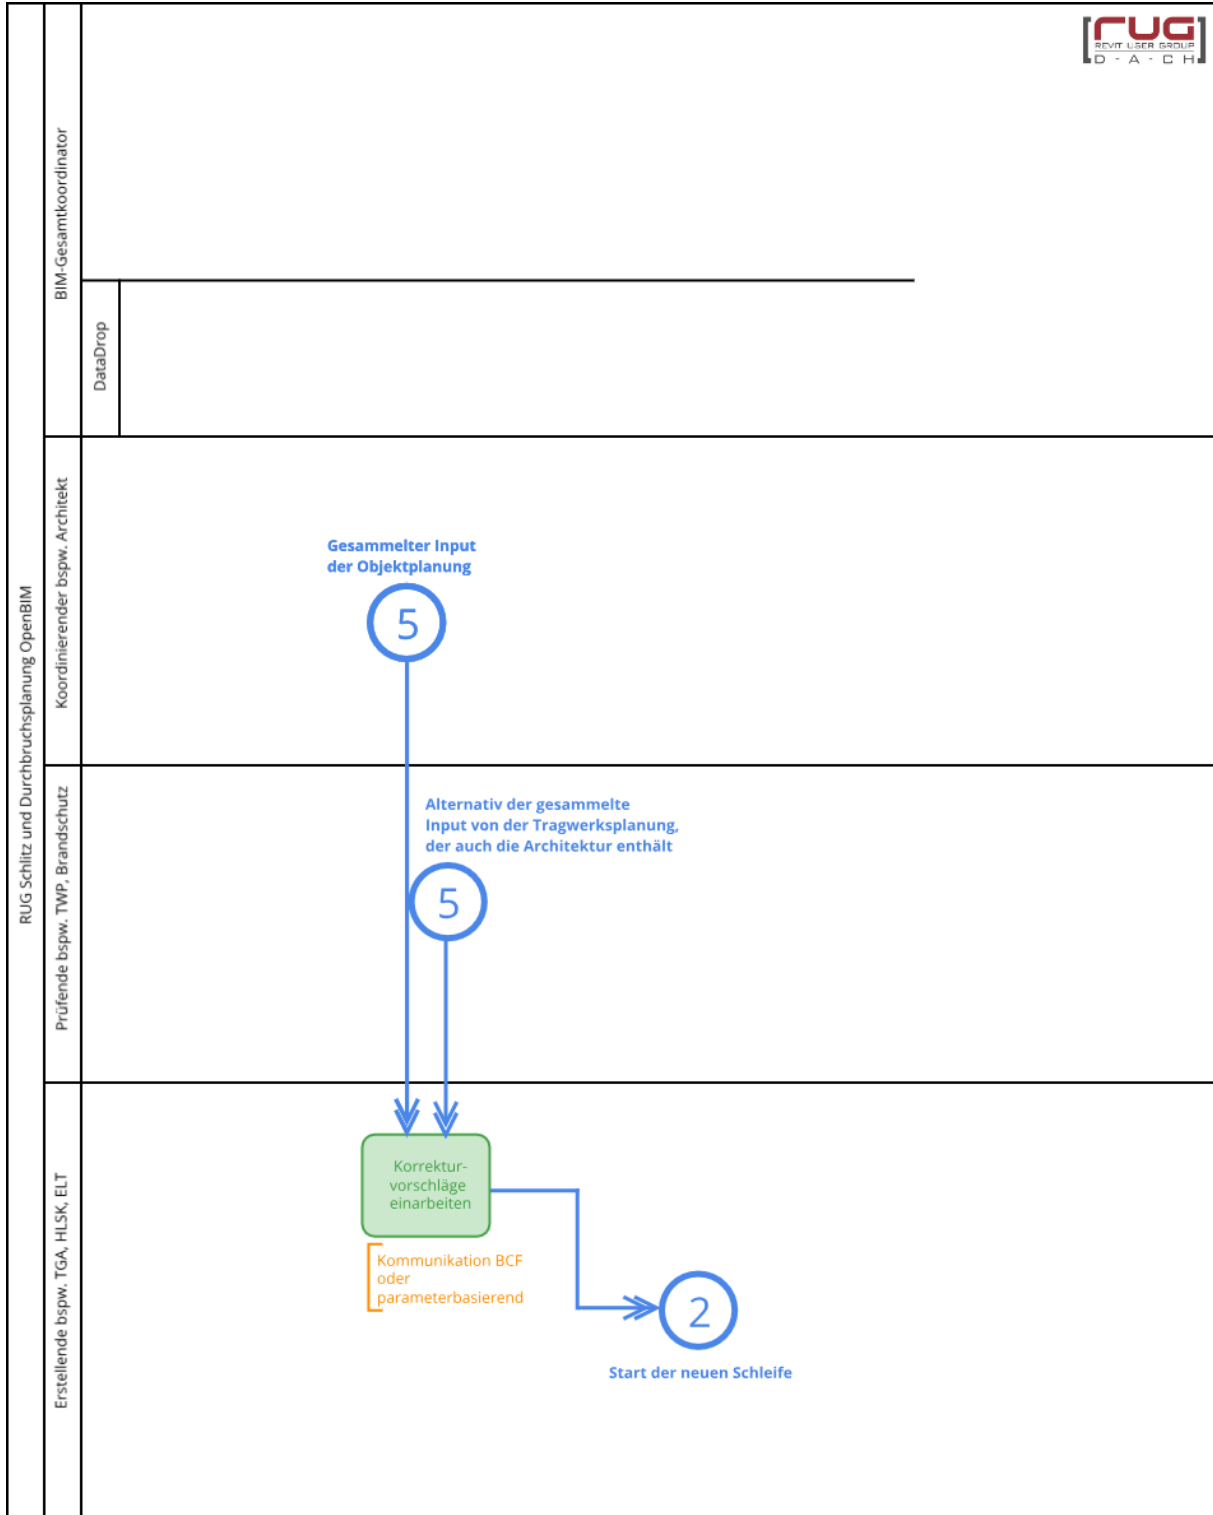 RUG
REVIT USER GROUP
D - A - C H
RUG Schlitz und Durchbruchsplanung OpenBIM
BIM-Gesamtkoordinator
DataDrop
Koordinierender bspw. Architekt
Gesammelter Input
der Objektplanung
5
Prüfende bspw. TWP, Brandschutz
Alternativ der gesammelte
Input von der Tragwerksplanung,
der auch die Architektur enthält
5
Erstellende bspw. TGA, HLSK, ELT
Korrektur-
vorschläge
einarbeiten
Kommunikation BCF
oder
parameterbasierend
2
Start der neuen Schleife